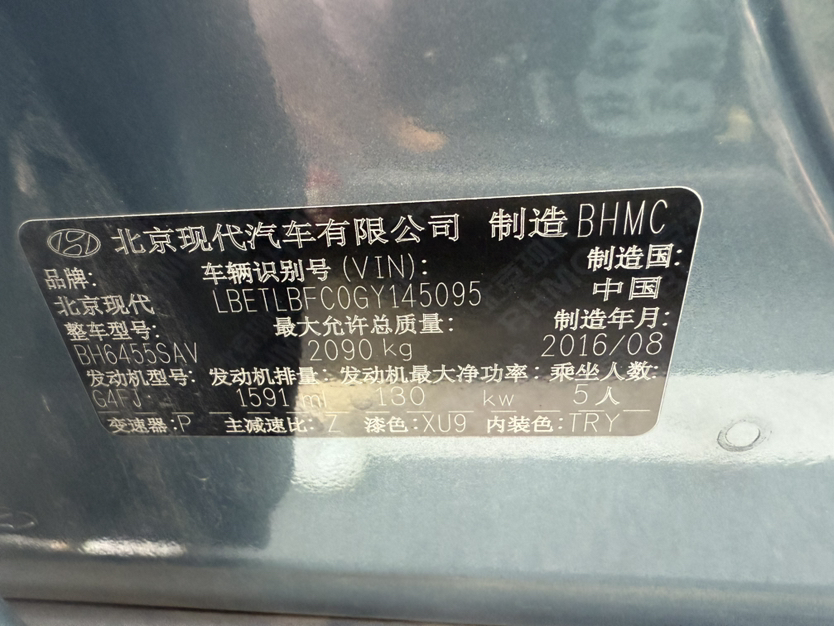 北京现代汽车有限公司 制造 BHMC
品牌: 车辆识别号(VIN): 制造国:
北京现代 LBETLBFC0GY145095 中国
整车型号: 最大允许总质量: 制造年月:
BH6455SAV 2090 kg 2016/08
发动机型号: 发动机排量: 发动机最大净功率: 乘坐人数:
G4FJ 1591 ml 130 kw 5 人
变速器:P 主减速比:Z 漆色:XU9 内装色:TRY